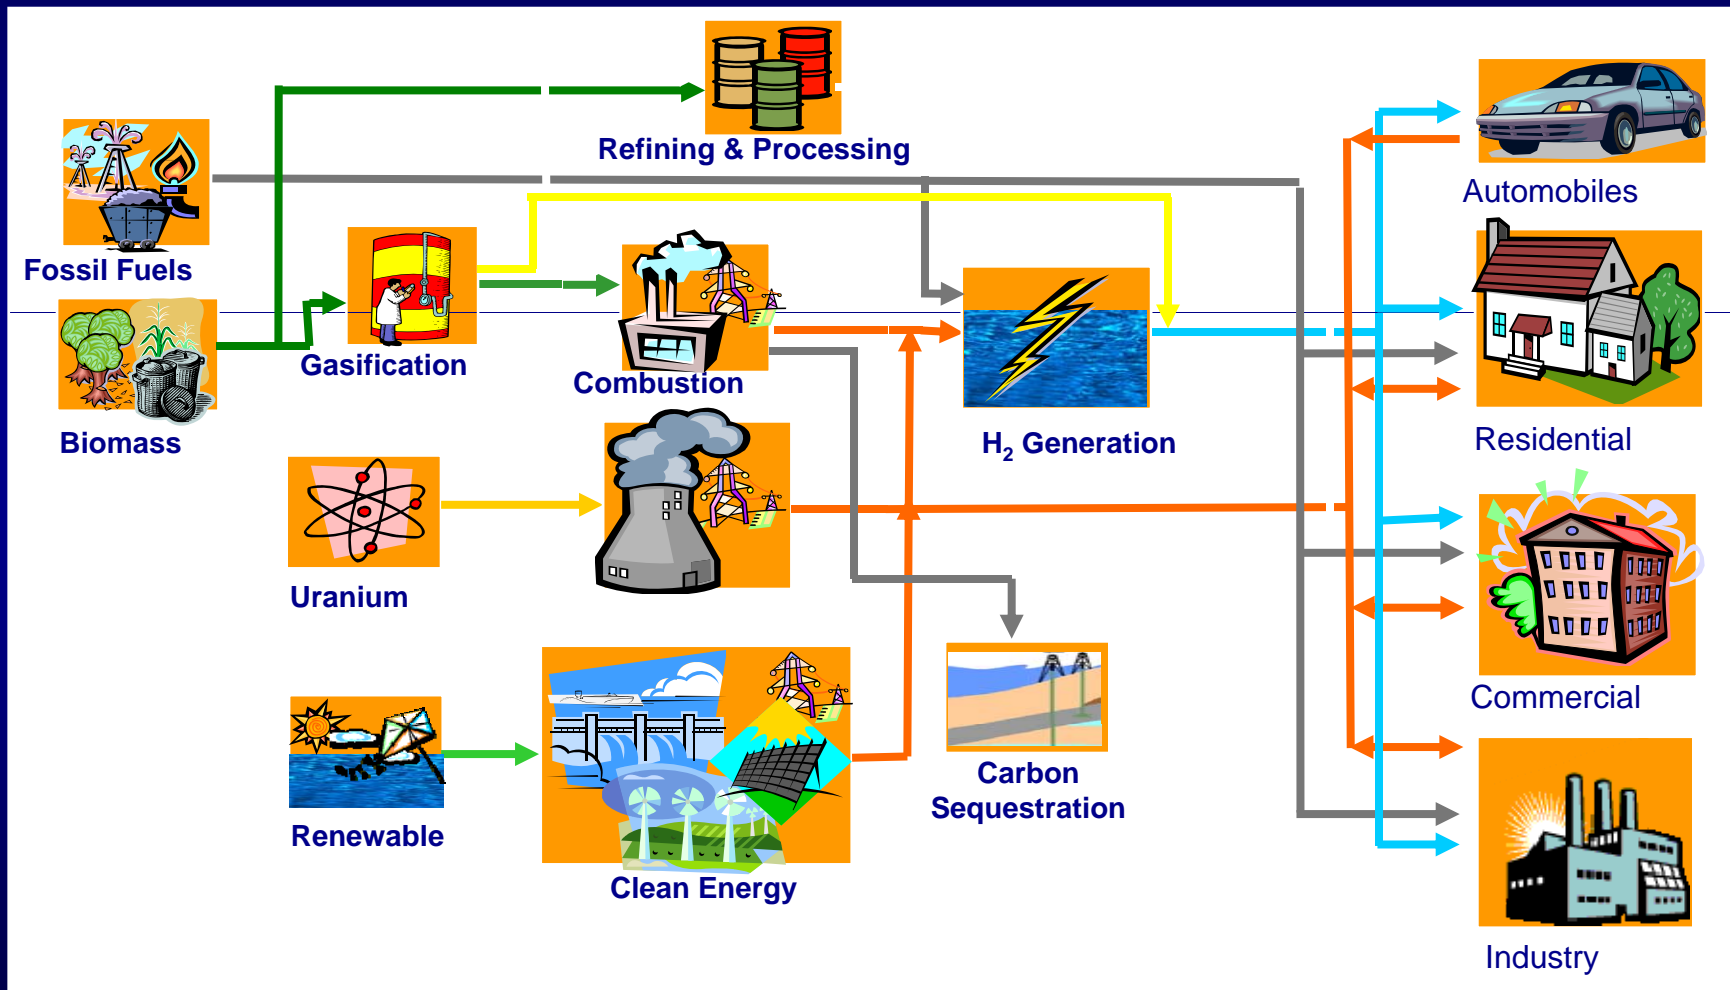 Refining & Processing
Automobiles
Fossil Fuels
Gasification
Combustion
Biomass
H₂ Generation
Residential
Uranium
Commercial
Carbon
Sequestration
Renewable
Clean Energy
Industry